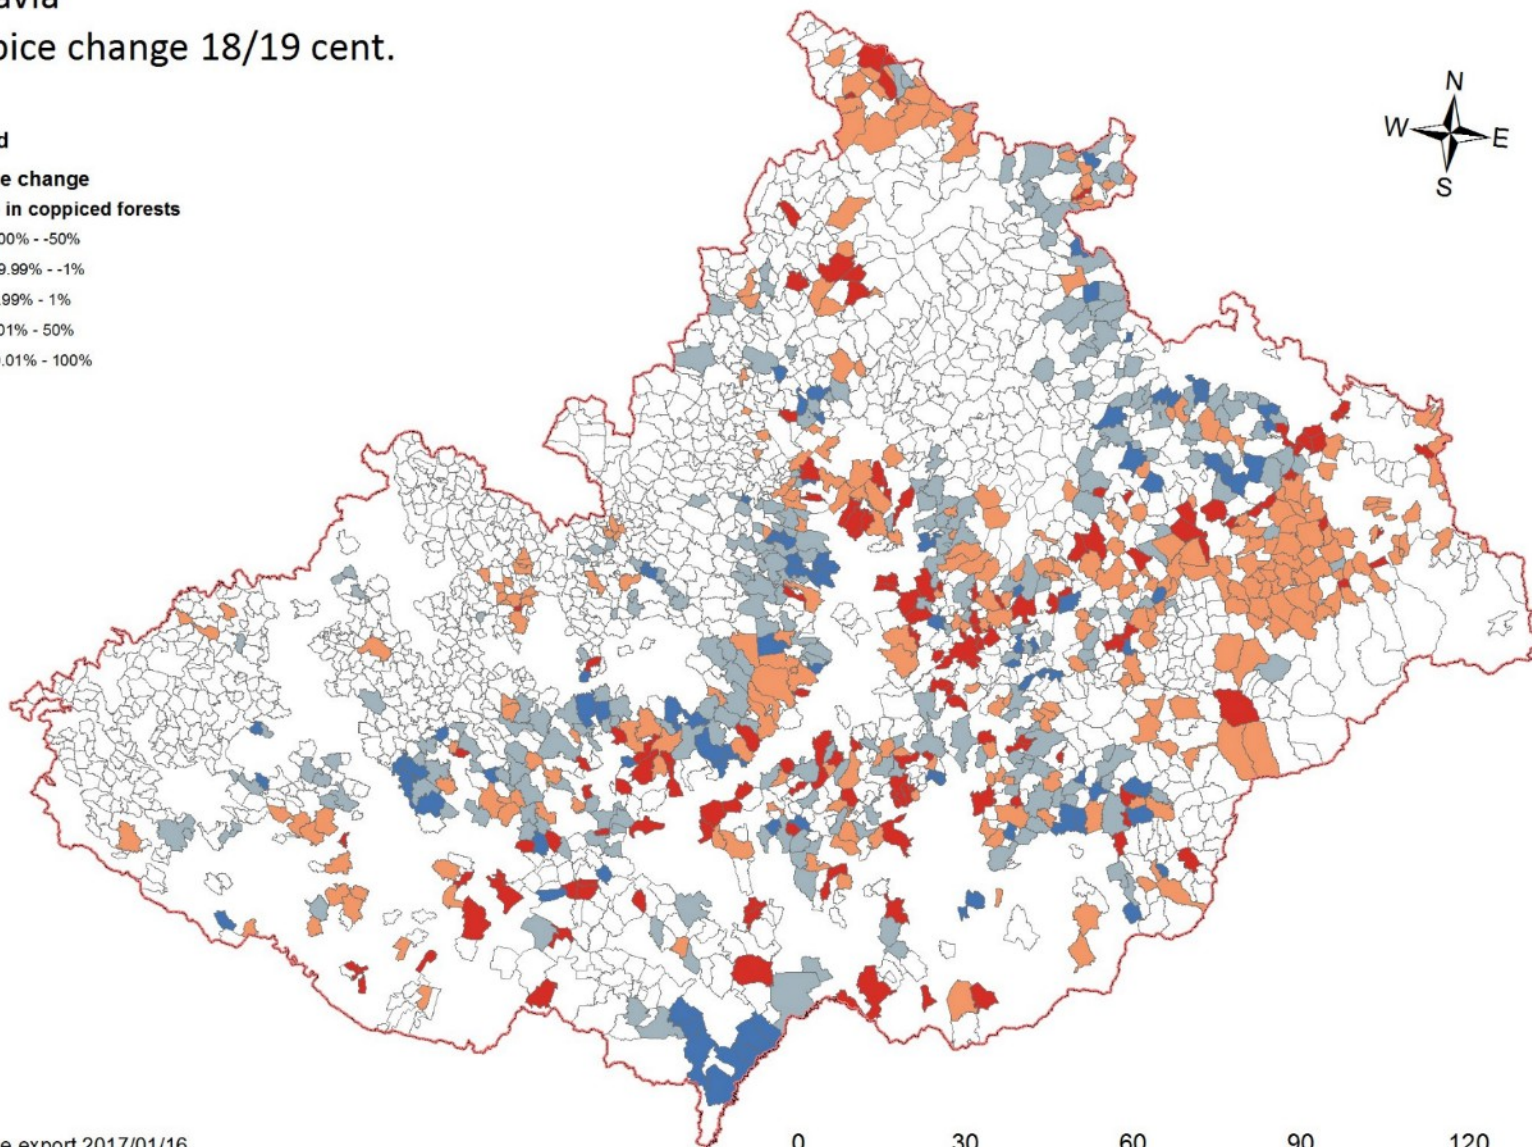 avia
pice change 18/19 cent.
d
e change
in coppiced forests
00% - -50%
9.99% - -1%
.99% - 1%
01% - 50%
0.01% - 100%
N
W
E
S
e export 2017/01/16
0 30 60 90 120